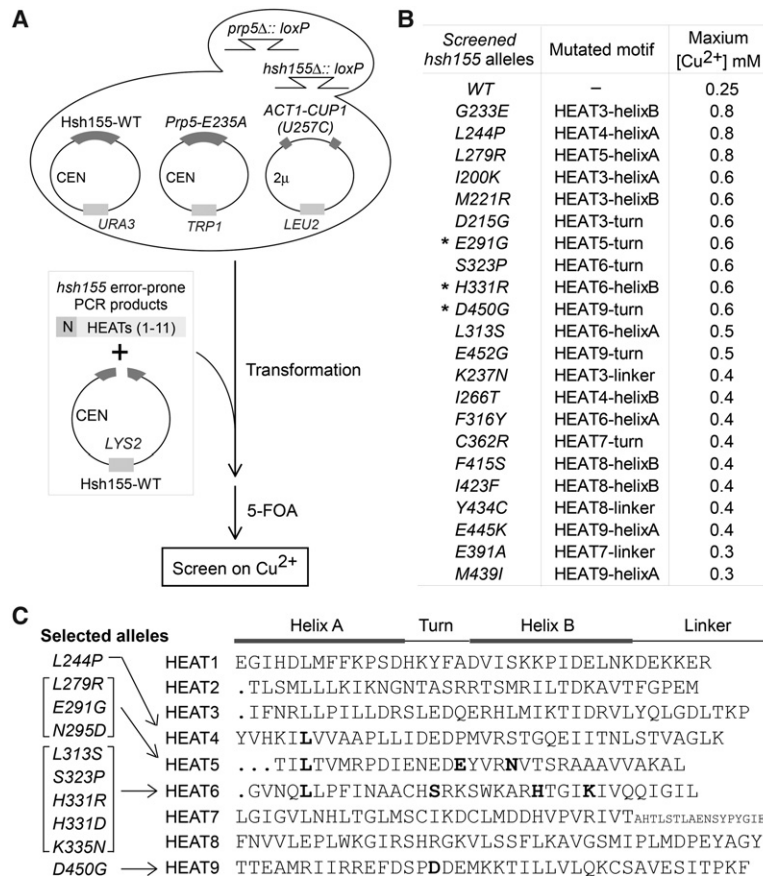 A
prp5Δ:: loxP
hsh155Δ:: loxP
Hsh155-WT
Prp5-E235A
ACT1-CUP1
(U257C)
CEN
CEN
2μ
URA3
TRP1
LEU2
hsh155 error-prone
PCR products
N HEATs (1-11)
+
CEN
LYS2
Hsh155-WT
Transformation
5-FOA
Screen on Cu2+
B
Screened hsh155 alleles Mutated motif Maxium [Cu2+] mM
WT – 0.25
G233E HEAT3-helixB 0.8
L244P HEAT4-helixA 0.8
L279R HEAT5-helixA 0.8
I200K HEAT3-helixA 0.6
M221R HEAT3-helixB 0.6
D215G HEAT3-turn 0.6
* E291G HEAT5-turn 0.6
S323P HEAT6-turn 0.6
* H331R HEAT6-helixB 0.6
* D450G HEAT9-turn 0.6
L313S HEAT6-helixA 0.5
E452G HEAT9-turn 0.5
K237N HEAT3-linker 0.4
I266T HEAT4-helixB 0.4
F316Y HEAT6-helixA 0.4
C362R HEAT7-turn 0.4
F415S HEAT8-helixB 0.4
I423F HEAT8-helixB 0.4
Y434C HEAT8-linker 0.4
E445K HEAT9-helixA 0.4
E391A HEAT7-linker 0.3
M439I HEAT9-helixA 0.3
C
Selected alleles
L244P
L279R
E291G
N295D
L313S
S323P
H331R
H331D
K335N
D450G
Helix A Turn Helix B Linker
HEAT1 EGIHDLMFFKPSDHKYFADVISKKPIDELNKDEKKER
HEAT2 .TLSMLLLKIKNGNTASRRTSMRILTDKAVTFGPEM
HEAT3 .IFNRLLPILLDRSLEDQERHLMIKTIDRVLYQLGDLTKP
HEAT4 YVHKILVVAAPLLIDEDPMVRSTGQEIITNLSTVAGLK
HEAT5 ...TILTVMRPDIENEDEYVRNVTSRAAAVVAKAL
HEAT6 .GVNQLLPFINAACHSRKSWKARHTGIKIVQQIGIL
HEAT7 LGIGVLNHLTGLMSCIKDCLMDDHVPVRIVTAHTLSTLAENSYPYGIE
HEAT8 FNVVLEPLWKGIRSHRGKVLSSFLKAVGSMIPLMDPEYAGY
HEAT9 TTEAMRIIRREFDSPDDEMKKTILLVLQKCSAVESITPKF